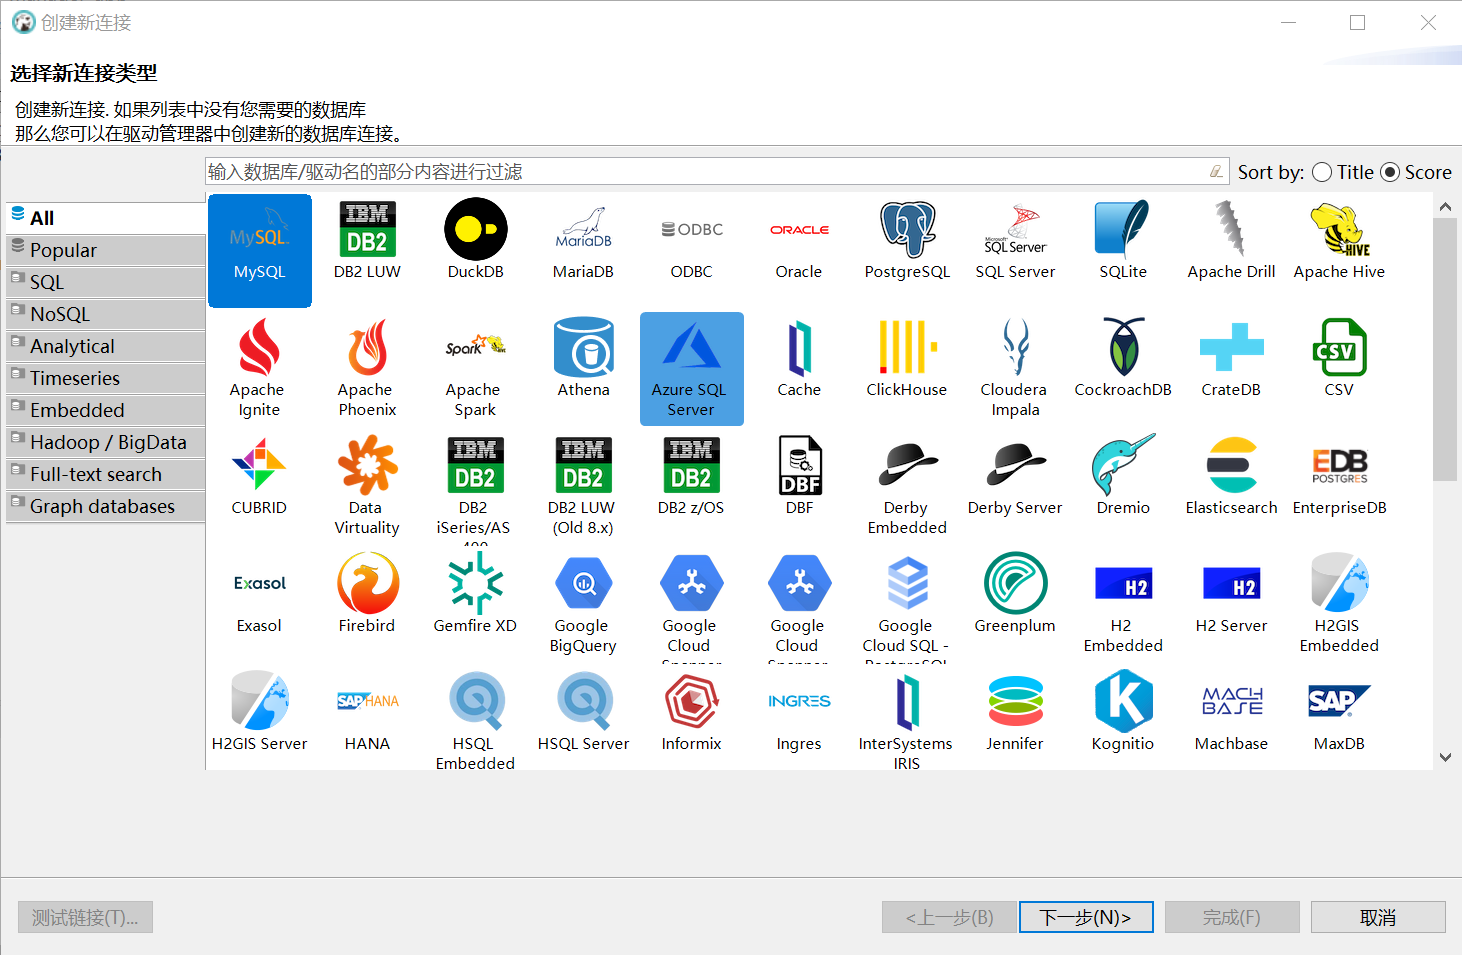 创建新连接
选择新连接类型
创建新连接. 如果列表中没有您需要的数据库
那么您可以在驱动管理器中创建新的数据库连接。
输入数据库/驱动名的部分内容进行过滤
Sort by: Title Score
All
Popular
SQL
NoSQL
Analytical
Timeseries
Embedded
Hadoop / BigData
Full-text search
Graph databases
MySQL
MySQL
IBM
DB2
DB2 LUW
DuckDB
MariaDB
MariaDB
ODBC
ODBC
ORACLE
Oracle
PostgreSQL
Microsoft
SQL Server
SQL Server
SQLite
Apache Drill
HIVE
Apache Hive
Apache
Ignite
Apache
Phoenix
Spark
Apache
Spark
Athena
Azure SQL
Server
Cache
ClickHouse
Cloudera
Impala
CockroachDB
CrateDB
CSV
CSV
CUBRID
Data
Virtuality
IBM
DB2
DB2
iSeries/AS
400
IBM
DB2
DB2 LUW
(Old 8.x)
IBM
DB2
DB2 z/OS
DBF
DBF
Derby
Embedded
Derby Server
Dremio
Elasticsearch
EDB
POSTGRES
EnterpriseDB
Exasol
Exasol
Firebird
Gemfire XD
Google
BigQuery
Google
Cloud
Spanner
Google
Cloud
Spanner
Google
Cloud SQL -
PostgreSQL
Greenplum
H2
H2
Embedded
H2
H2 Server
H2GIS
Embedded
H2GIS Server
SAP HANA
HANA
HSQL
Embedded
HSQL Server
Informix
INGRES
Ingres
InterSystems
IRIS
Jennifer
K
Kognitio
MACH
BASE
Machbase
SAP
MaxDB
测试链接(T)...
<上一步(B)
下一步(N)>
完成(F)
取消